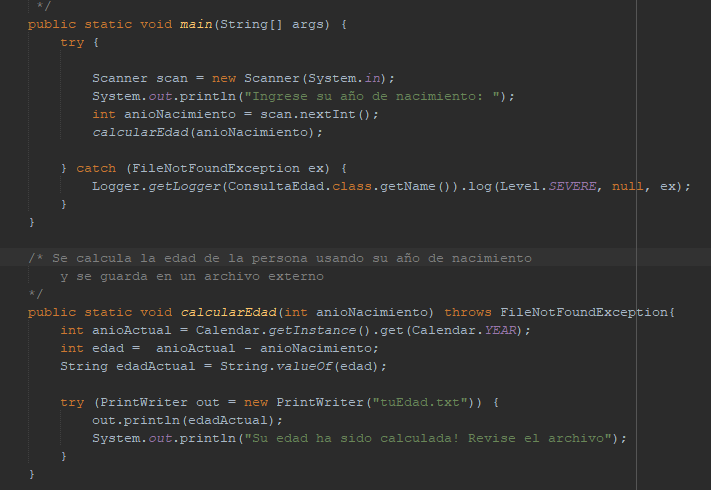 */
public static void main(String[] args) {
try {
Scanner scan = new Scanner(System.in);
System.out.println("Ingrese su año de nacimiento: ");
int anioNacimiento = scan.nextInt();
calcularEdad(anioNacimiento);
} catch (FileNotFoundException ex) {
Logger.getLogger(ConsultaEdad.class.getName()).log(Level.SEVERE, null, ex);
}
}
/* Se calcula la edad de la persona usando su año de nacimiento
y se guarda en un archivo externo
*/
public static void calcularEdad(int anioNacimiento) throws FileNotFoundException{
int anioActual = Calendar.getInstance().get(Calendar.YEAR);
int edad =  anioActual - anioNacimiento;
String edadActual = String.valueOf(edad);
try (PrintWriter out = new PrintWriter("tuEdad.txt")) {
out.println(edadActual);
System.out.println("Su edad ha sido calculada! Revise el archivo");
}
}